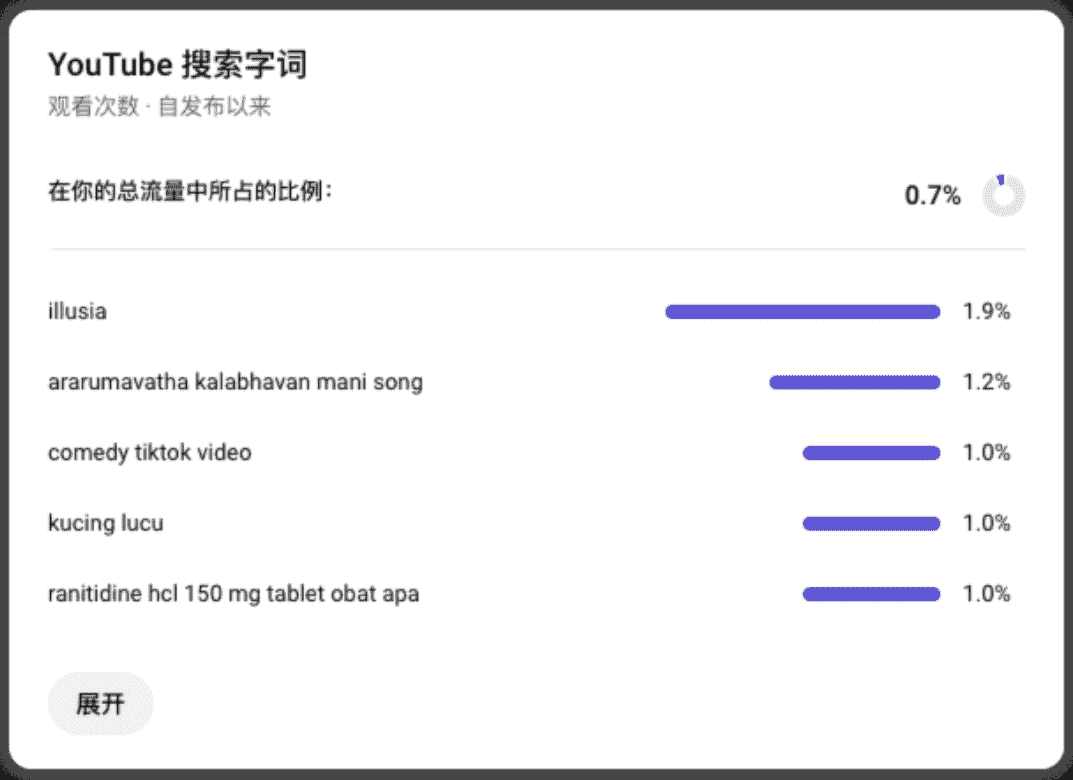 YouTube 搜索字词
观看次数 · 自发布以来
在你的总流量中所占的比例：
0.7%
illusia
1.9%
ararumavatha kalabhavan mani song
1.2%
comedy tiktok video
1.0%
kucing lucu
1.0%
ranitidine hcl 150 mg tablet obat apa
1.0%
展开